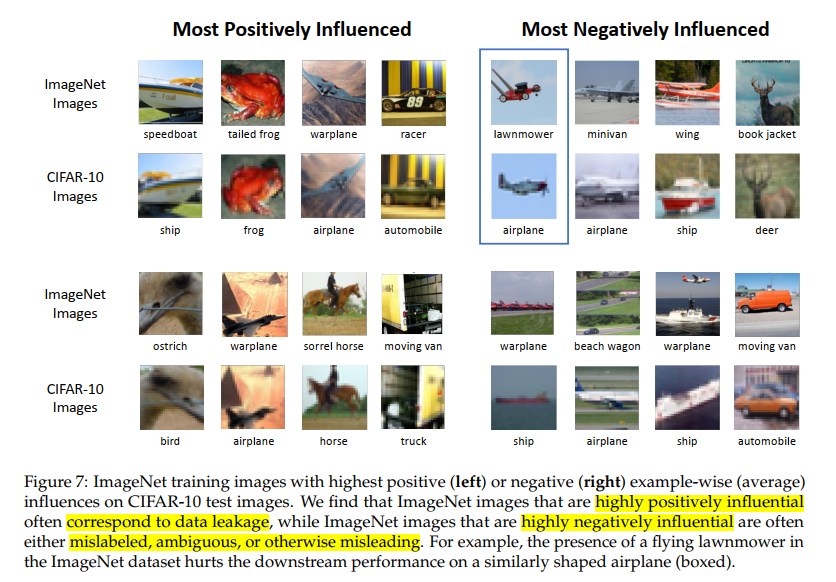 Most Positively Influenced
Most Negatively Influenced
ImageNet
Images
speedboat
tailed frog
warplane
racer
lawnmower
minivan
wing
book jacket
89
CIFAR-10
Images
ship
frog
airplane
automobile
airplane
airplane
ship
deer
ImageNet
Images
ostrich
warplane
sorrel horse
moving van
warplane
beach wagon
warplane
moving van
CIFAR-10
Images
bird
airplane
horse
truck
ship
airplane
ship
automobile
Figure 7: ImageNet training images with highest positive (left) or negative (right) example-wise (average)
influences on CIFAR-10 test images. We find that ImageNet images that are highly positively influential
often correspond to data leakage, while ImageNet images that are highly negatively influential are often
either mislabeled, ambiguous, or otherwise misleading. For example, the presence of a flying lawnmower in
the ImageNet dataset hurts the downstream performance on a similarly shaped airplane (boxed).